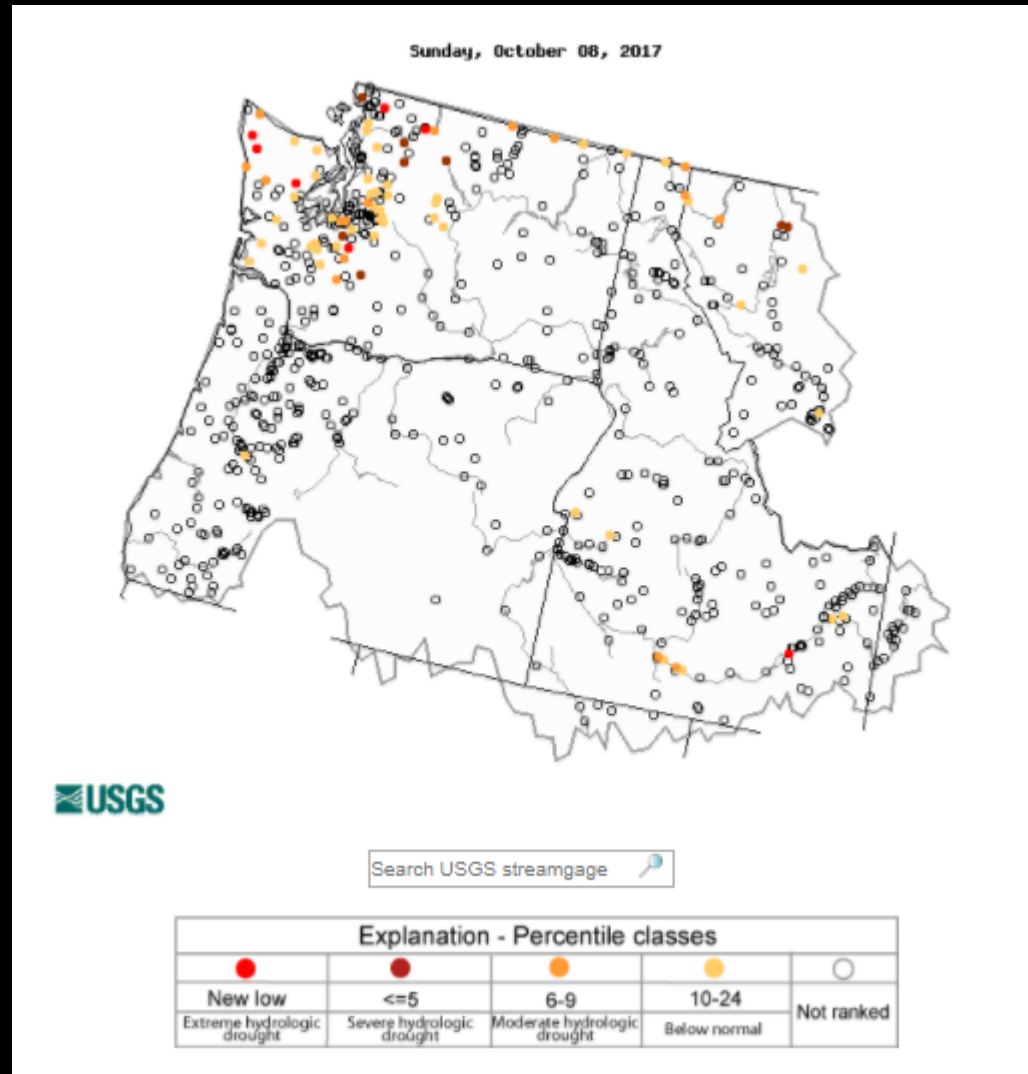 Sunday, October 08, 2017
USGS
Search USGS streamgage
Explanation - Percentile classes
New low <=5 6-9 10-24 Not ranked
Extreme hydrologic drought Severe hydrologic drought Moderate hydrologic drought Below normal